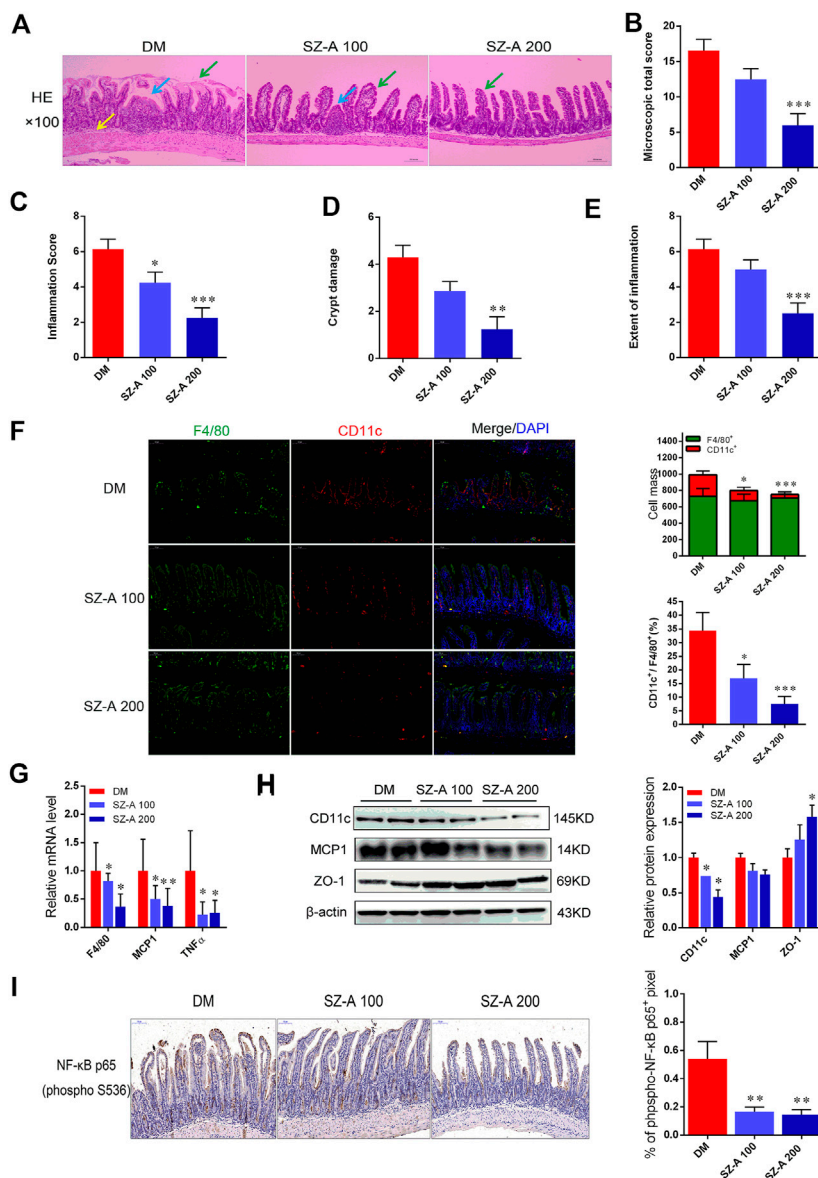 A
DM
SZ-A 100
SZ-A 200
HE
×100
B
Microscopic total score
20
15
10
5
0
***
DM
SZ-A 100
SZ-A 200
C
Inflammation Score
8
6
4
2
0
*
***
DM
SZ-A 100
SZ-A 200
D
Crypt damage
6
4
2
0
**
DM
SZ-A 100
SZ-A 200
E
Extent of inflammation
8
6
4
2
0
***
DM
SZ-A 100
SZ-A 200
F
F4/80
CD11c
Merge/DAPI
DM
SZ-A 100
SZ-A 200
F4/80⁺
CD11c⁺
Cell mass
1400
1200
1000
800
600
400
200
0
*
***
DM
SZ-A 100
SZ-A 200
CD11c⁺/ F4/80⁺(%)
45
40
35
30
25
20
15
10
5
0
*
***
DM
SZ-A 100
SZ-A 200
G
Relative mRNA level
2.5
2.0
1.5
1.0
0.5
0.0
DM
SZ-A 100
SZ-A 200
* *
* * *
* *
F4/80
MCP1
TNFα
H
DM
SZ-A 100
SZ-A 200
CD11c
145KD
MCP1
14KD
ZO-1
69KD
β-actin
43KD
Relative protein expression
2.0
1.5
1.0
0.5
0.0
DM
SZ-A 100
SZ-A 200
* *
*
CD11c
MCP1
ZO-1
I
DM
SZ-A 100
SZ-A 200
NF-κB p65
(phospho S536)
% of phpspho-NF-κB p65⁺ pixel
1.0
0.8
0.6
0.4
0.2
0.0
**
**
DM
SZ-A 100
SZ-A 200